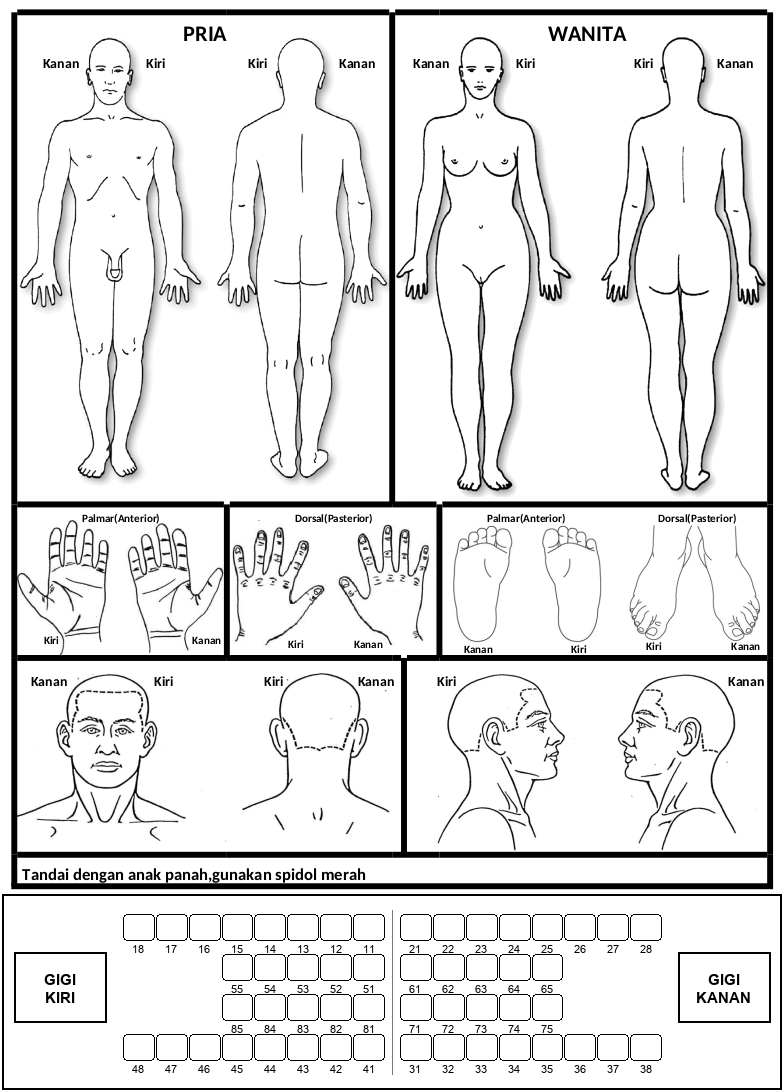 PRIA
WANITA
Kanan Kiri Kiri Kanan Kanan Kiri Kiri Kanan
Palmar(Anterior) Dorsal(Pasterior) Palmar(Anterior) Dorsal(Pasterior)
Kiri Kanan Kiri Kanan Kanan Kiri Kiri Kanan
Kanan Kiri Kiri Kanan Kiri Kanan
Tandai dengan anak panah,gunakan spidol merah
18 17 16 15 14 13 12 11 21 22 23 24 25 26 27 28
55 54 53 52 51 61 62 63 64 65
GIGI
KIRI
GIGI
KANAN
85 84 83 82 81 71 72 73 74 75
48 47 46 45 44 43 42 41 31 32 33 34 35 36 37 38